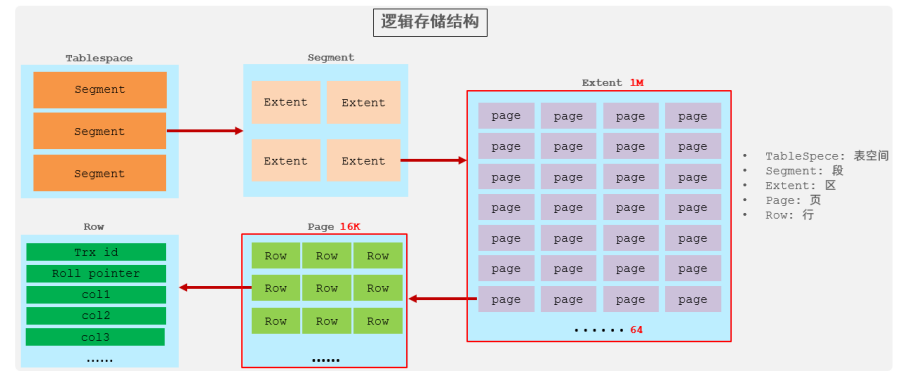 逻辑存储结构
Tablespace
Segment
Segment
Segment
Segment
Extent Extent
Extent Extent
Extent 1M
page page page page
page page page page
page page page page
page page page page
page page page page
page page page page
page page page page
······ 64
• TableSpece: 表空间
• Segment: 段
• Extent: 区
• Page: 页
• Row: 行
Row
Trx id
Roll pointer
col1
col2
col3
……
Page 16K
Row Row Row
Row Row Row
Row Row Row
……